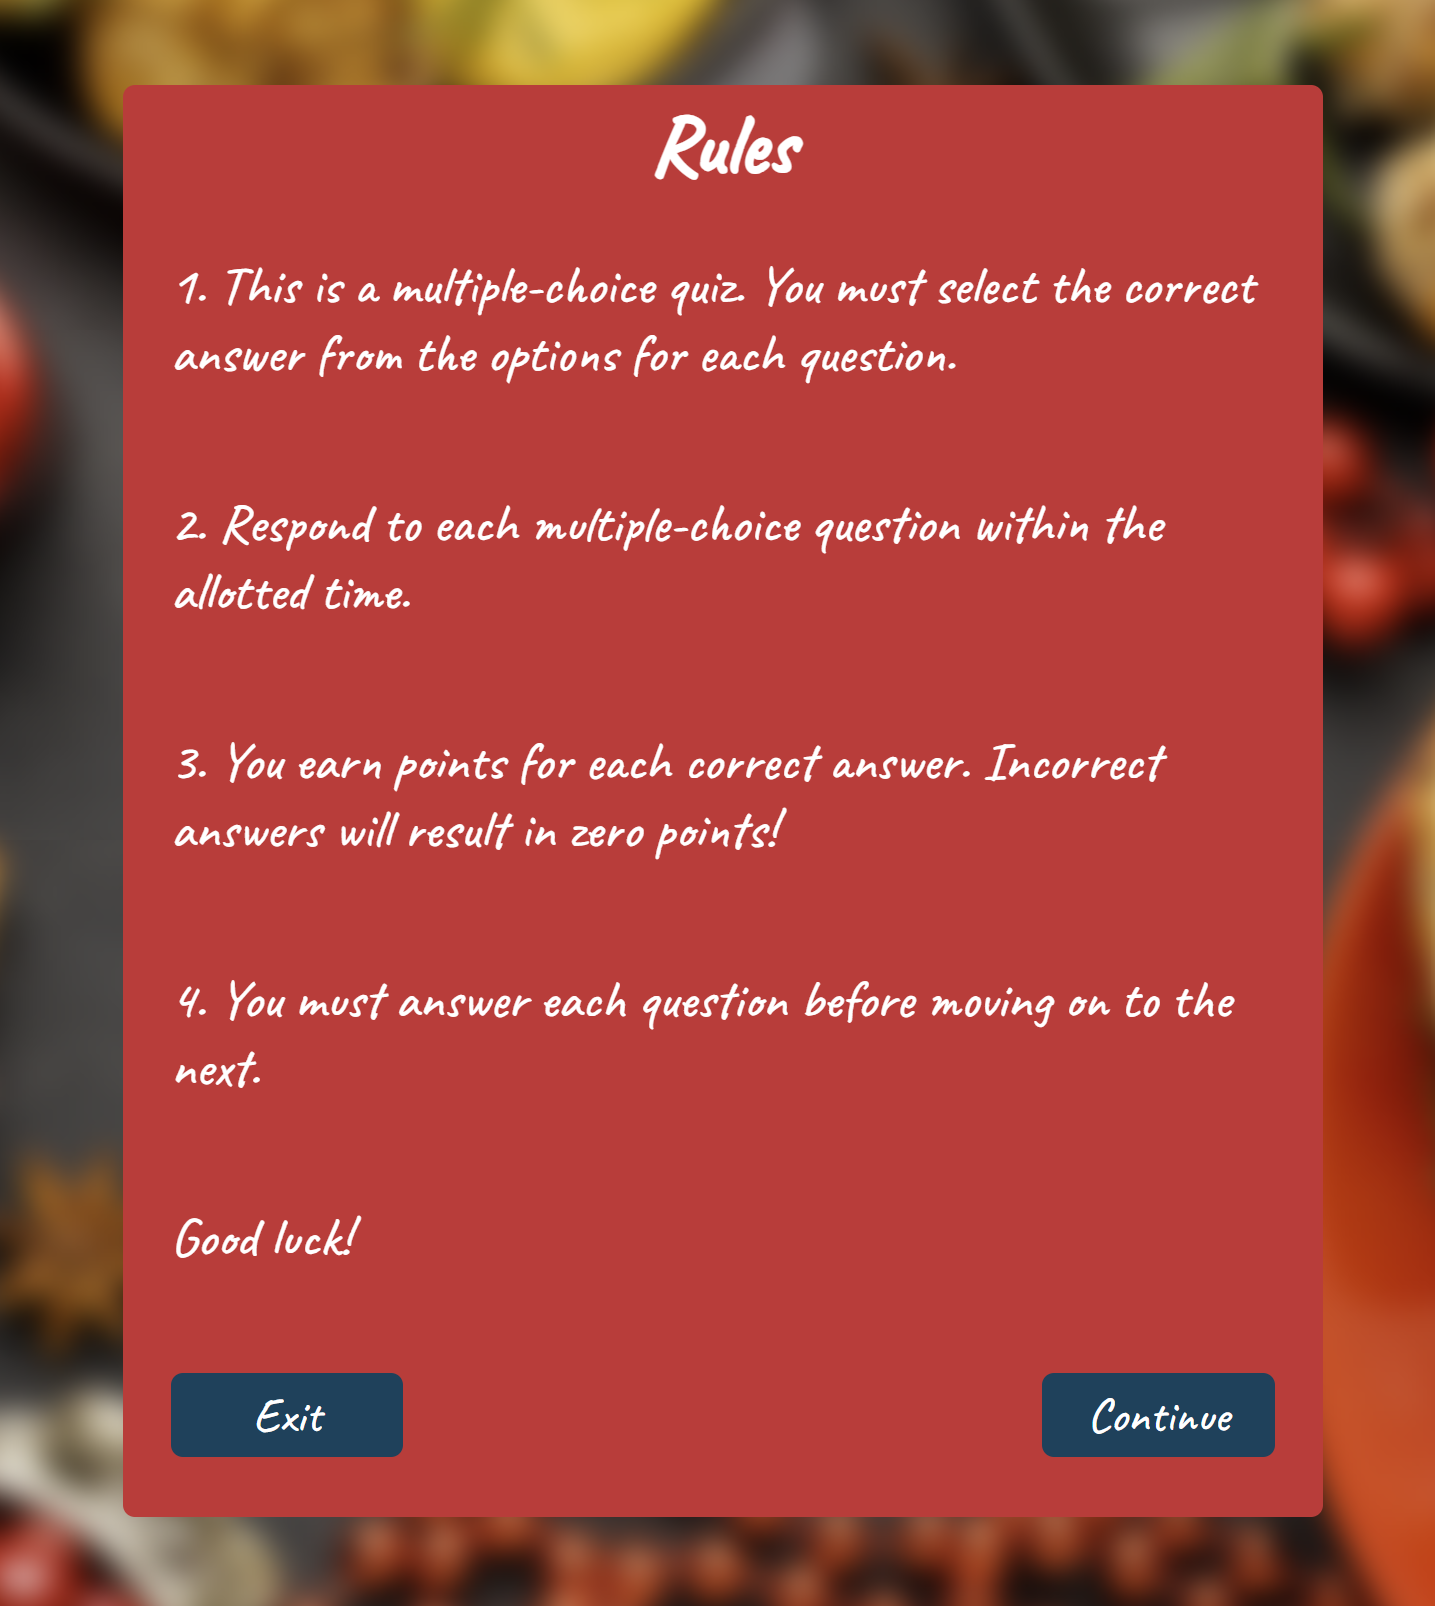 Rules
1. This is a multiple-choice quiz. You must select the correct
answer from the options for each question.
2. Respond to each multiple-choice question within the
allotted time.
3. You earn points for each correct answer. Incorrect
answers will result in zero points!
4. You must answer each question before moving on to the
next.
Good luck!
Exit
Continue